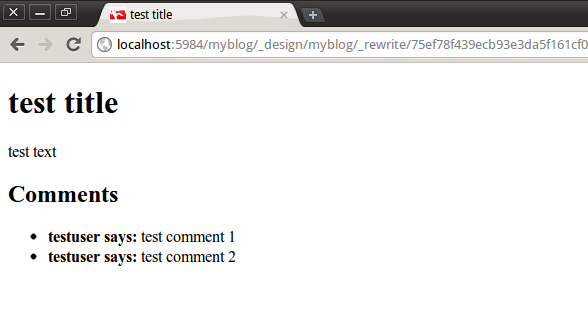 test title
localhost:5984/myblog/_design/myblog/_rewrite/75ef78f439ecb93e3da5f161cf0
test title
test text
Comments
testuser says: test comment 1
testuser says: test comment 2